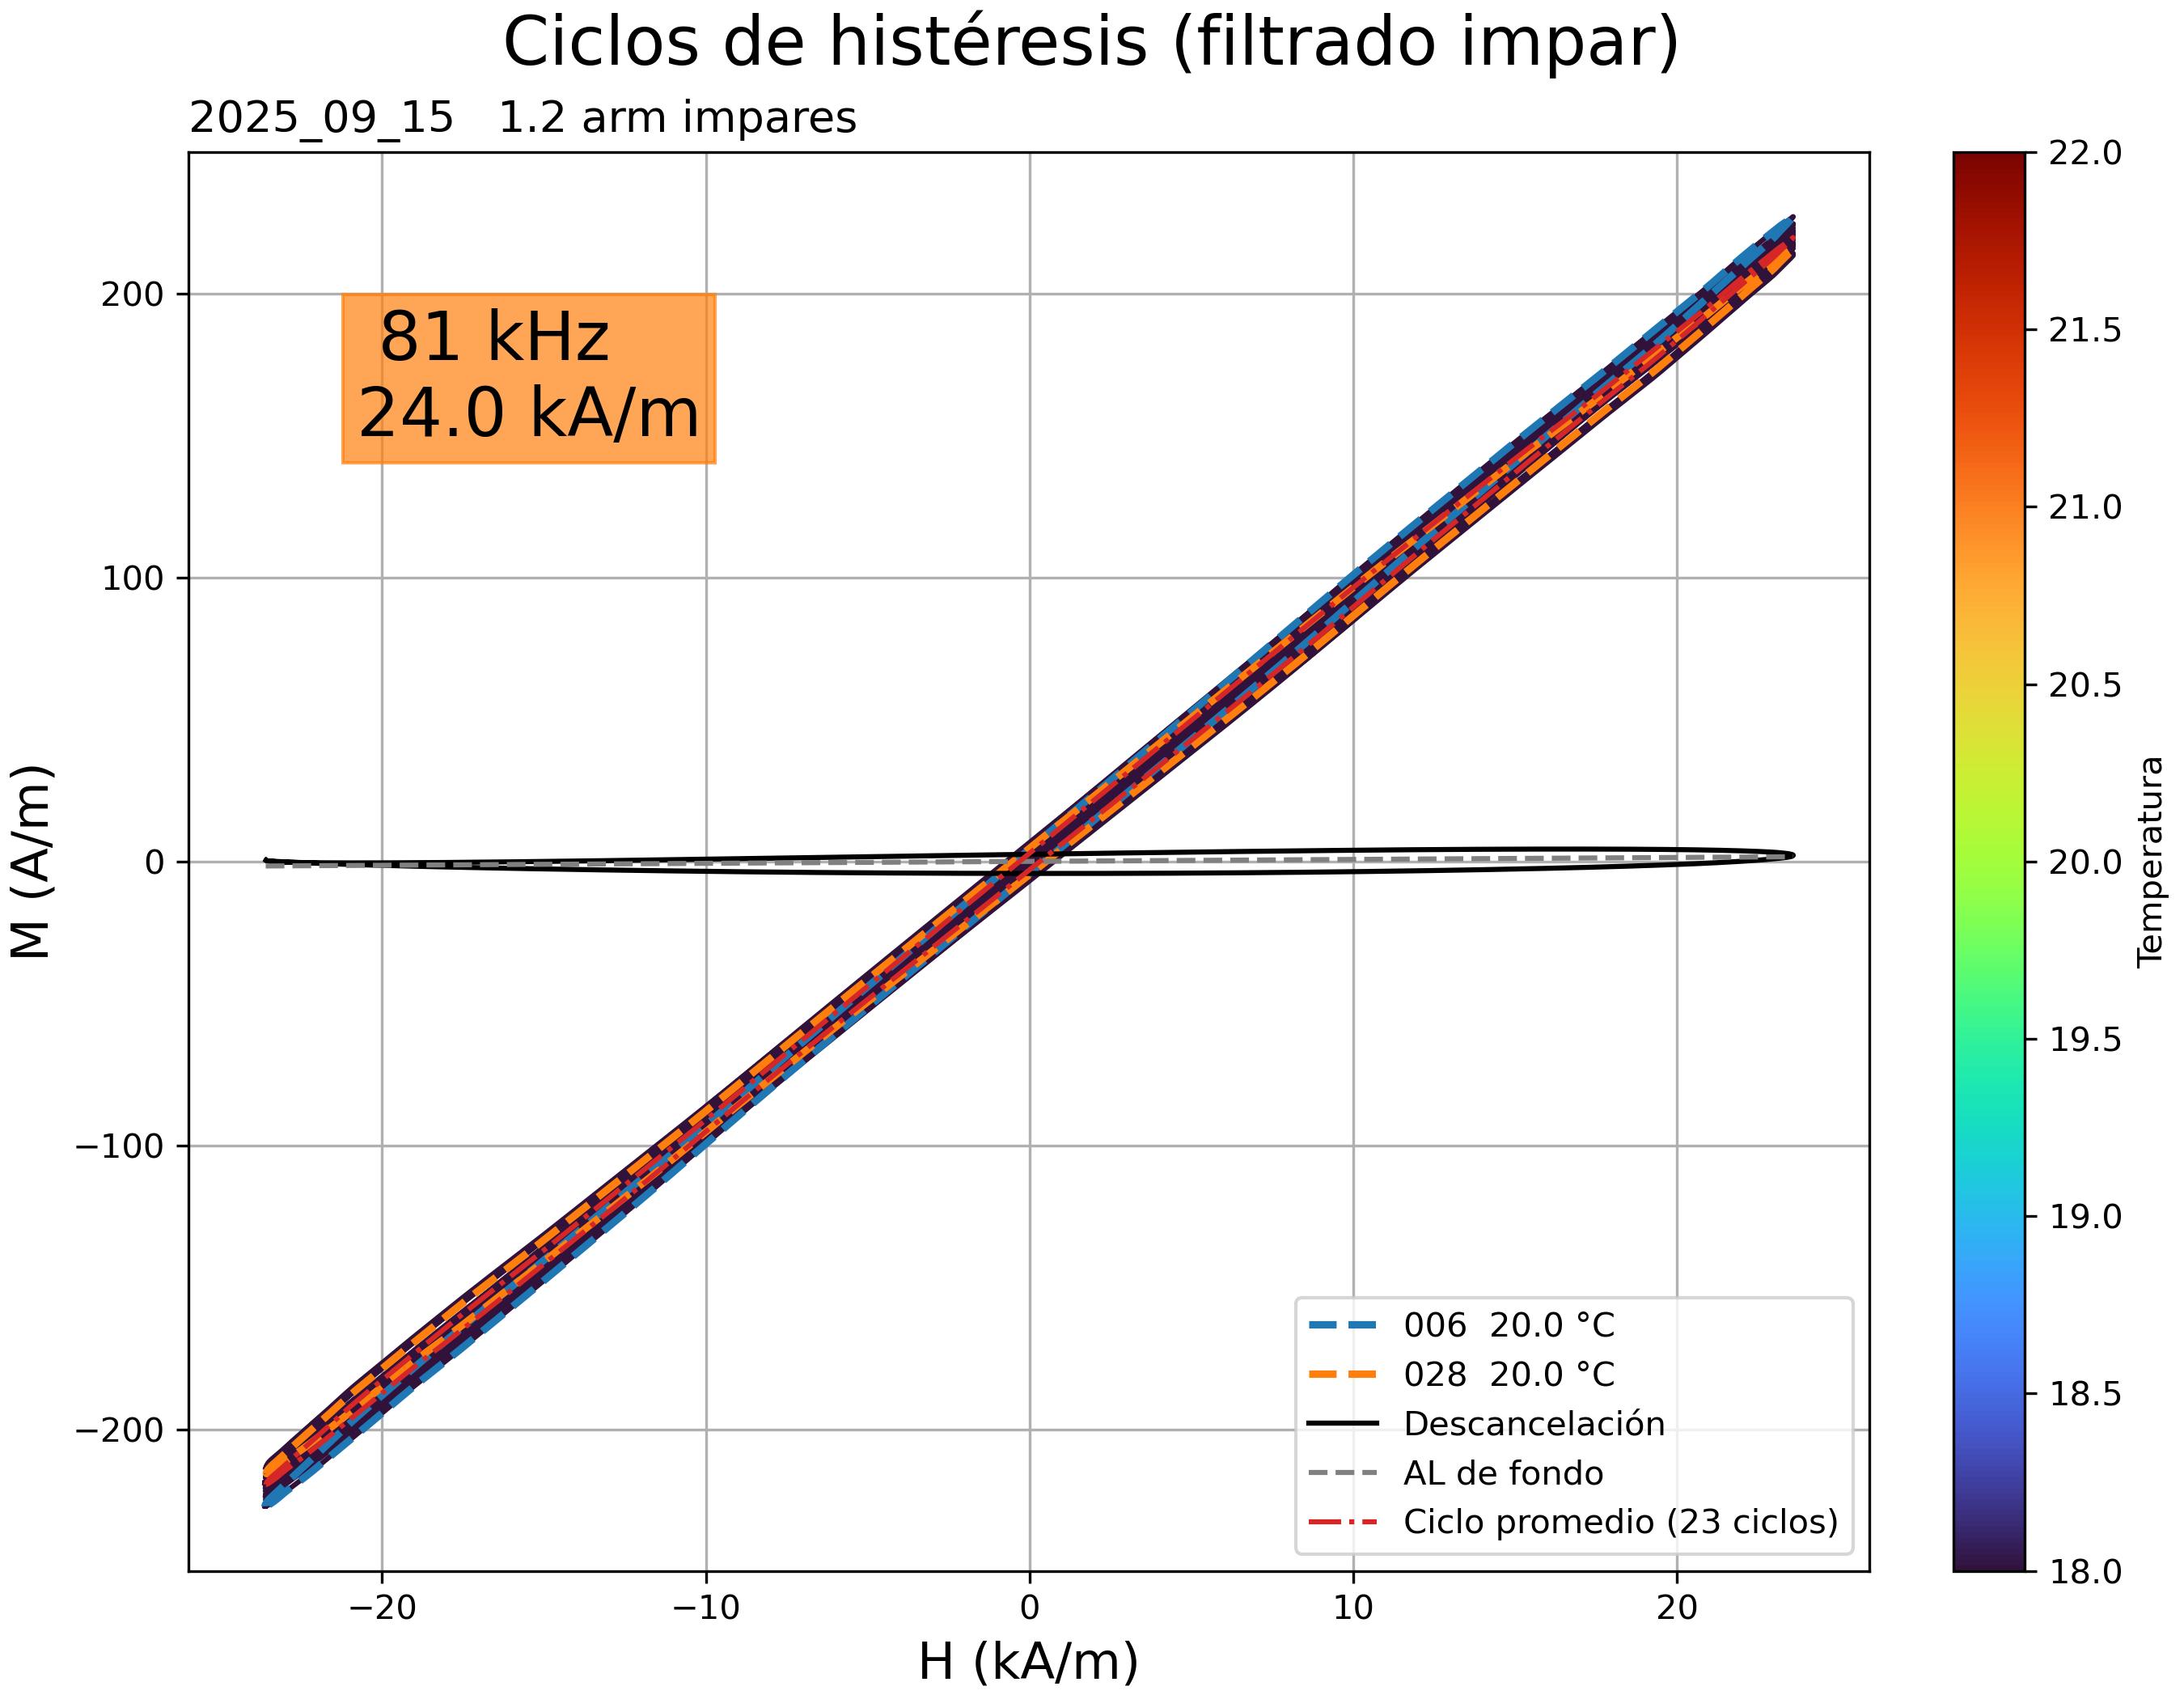 Ciclos de histéresis (filtrado impar)
2025_09_15   1.2 arm impares
81 kHz
24.0 kA/m
M (A/m)
200
100
0
−100
−200
−20
−10
0
10
20
H (kA/m)
006  20.0 °C
028  20.0 °C
Descancelación
AL de fondo
Ciclo promedio (23 ciclos)
22.0
21.5
21.0
20.5
20.0
19.5
19.0
18.5
18.0
Temperatura